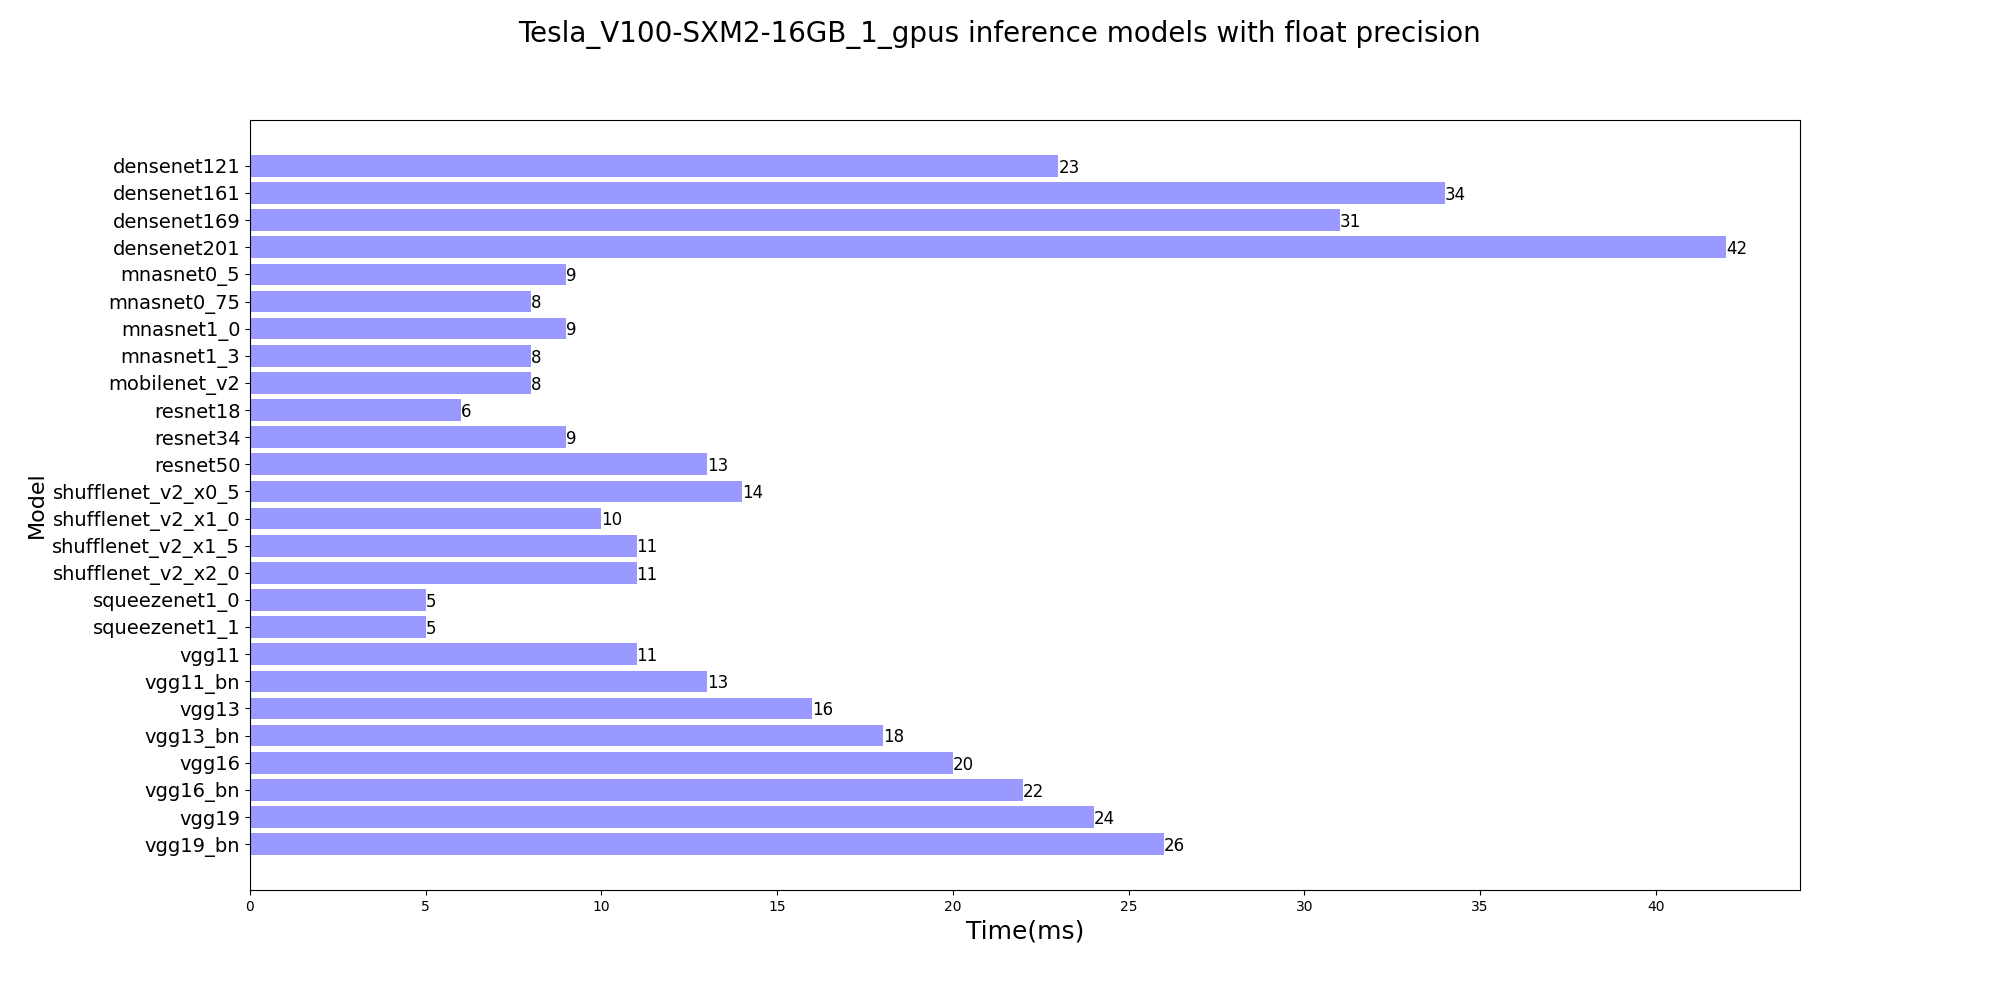 Tesla_V100-SXM2-16GB_1_gpus inference models with float precision
densenet121 23
densenet161 34
densenet169 31
densenet201 42
mnasnet0_5 9
mnasnet0_75 8
mnasnet1_0 9
mnasnet1_3 8
mobilenet_v2 8
resnet18 6
resnet34 9
resnet50 13
shufflenet_v2_x0_5 14
shufflenet_v2_x1_0 10
shufflenet_v2_x1_5 11
shufflenet_v2_x2_0 11
squeezenet1_0 5
squeezenet1_1 5
vgg11 11
vgg11_bn 13
vgg13 16
vgg13_bn 18
vgg16 20
vgg16_bn 22
vgg19 24
vgg19_bn 26
Model
0 5 10 15 20 25 30 35 40
Time(ms)